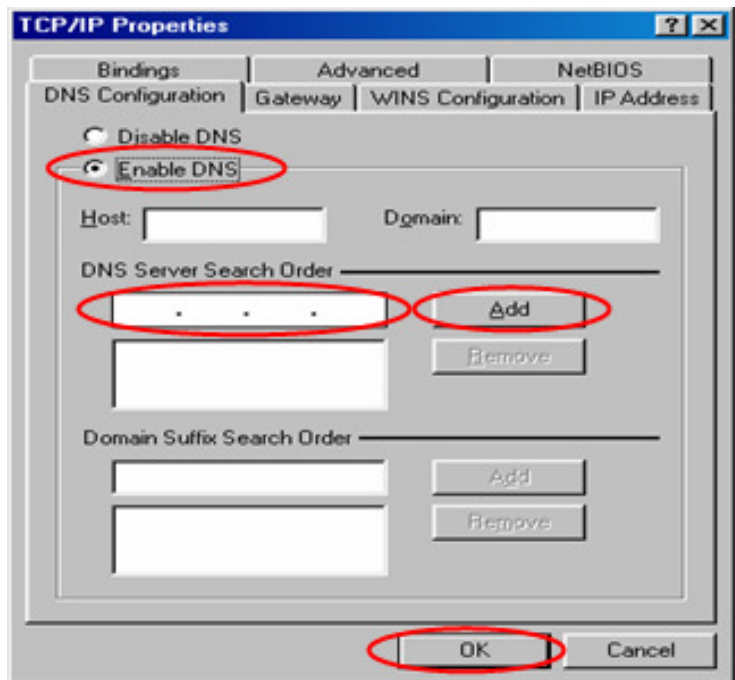 TCP/IP Properties
Bindings Advanced NetBIOS
DNS Configuration Gateway WINS Configuration IP Address
Disable DNS
Enable DNS
Host: Domain:
DNS Server Search Order
. . . Add
Remove
Domain Suffix Search Order
Add
Remove
OK Cancel